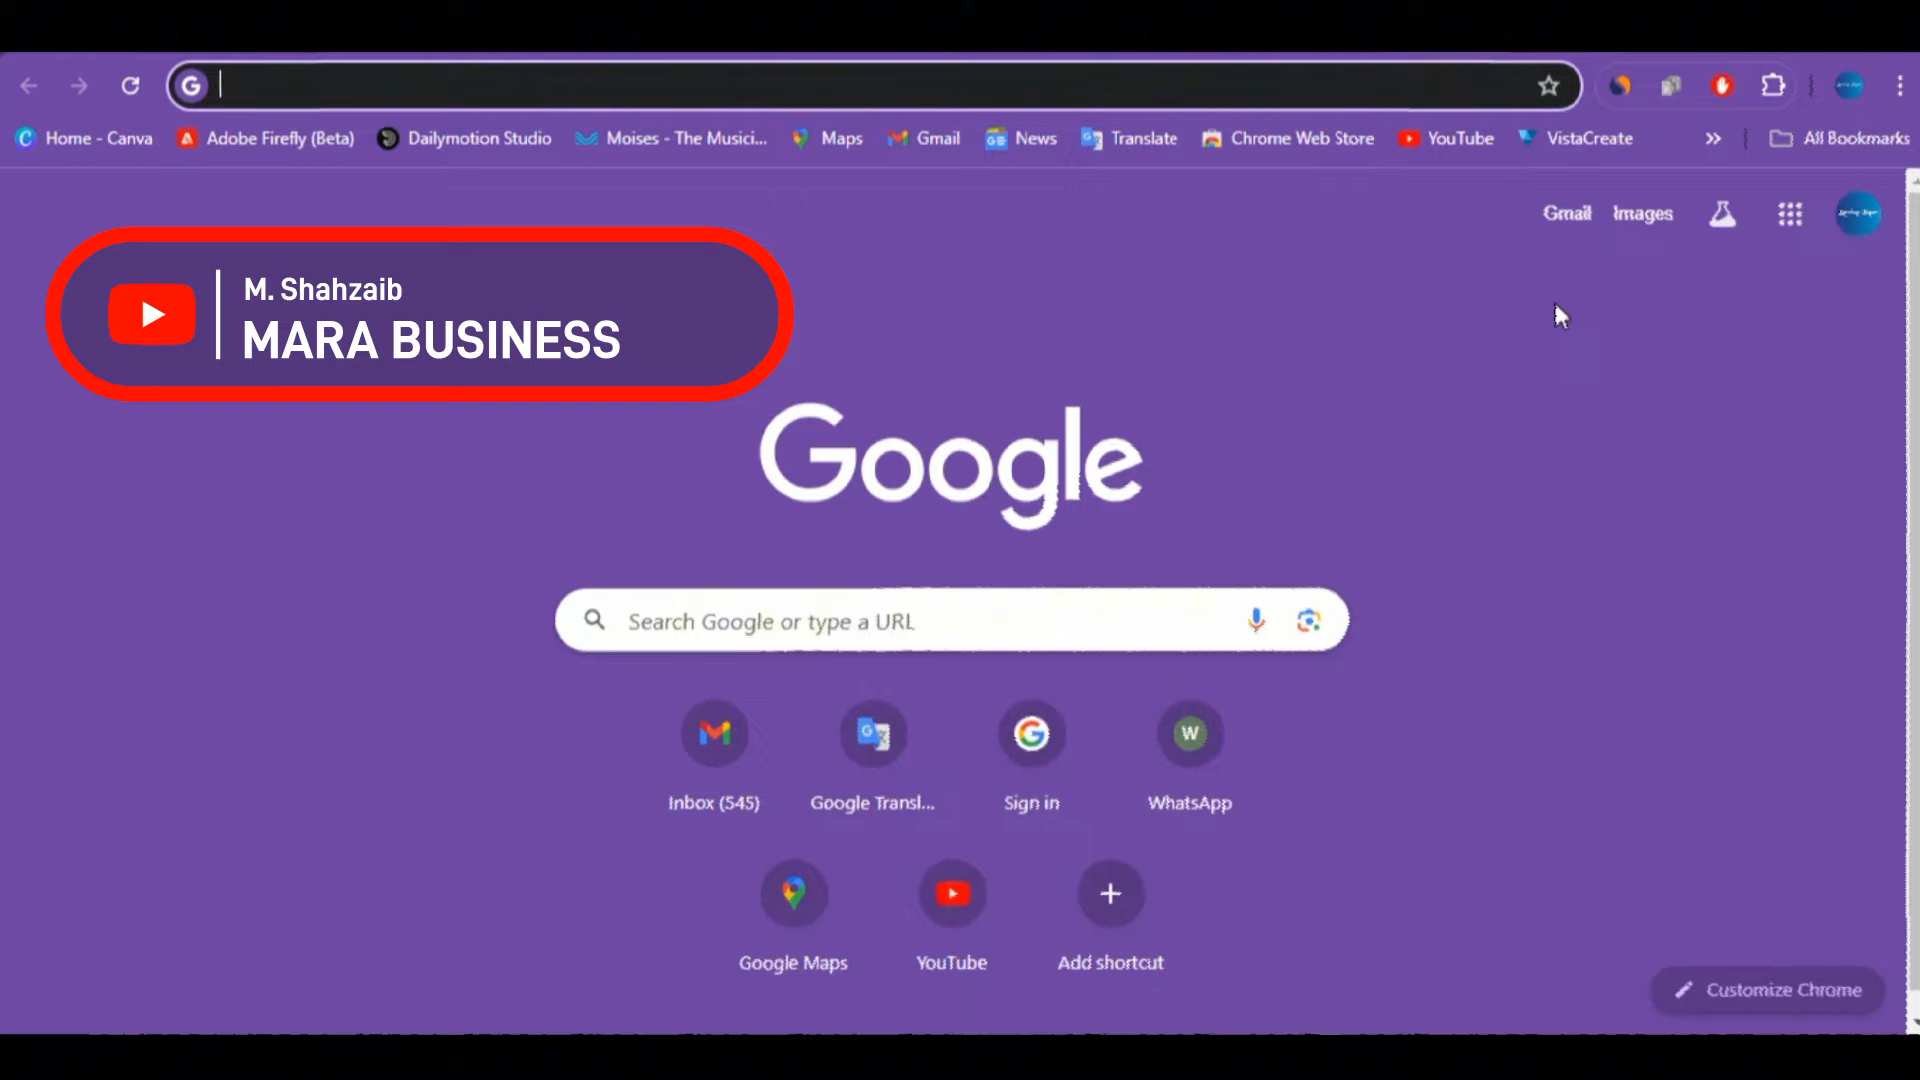 Home - Canva
Adobe Firefly (Beta)
Dailymotion Studio
Moises - The Musici...
Maps
Gmail
News
Translate
Chrome Web Store
YouTube
VistaCreate
All Bookmarks
Gmail
Images
M. Shahzaib
MARA BUSINESS
Google
Search Google or type a URL
W
Inbox (545)
Google Transl...
Sign in
WhatsApp
Google Maps
YouTube
Add shortcut
Customize Chrome